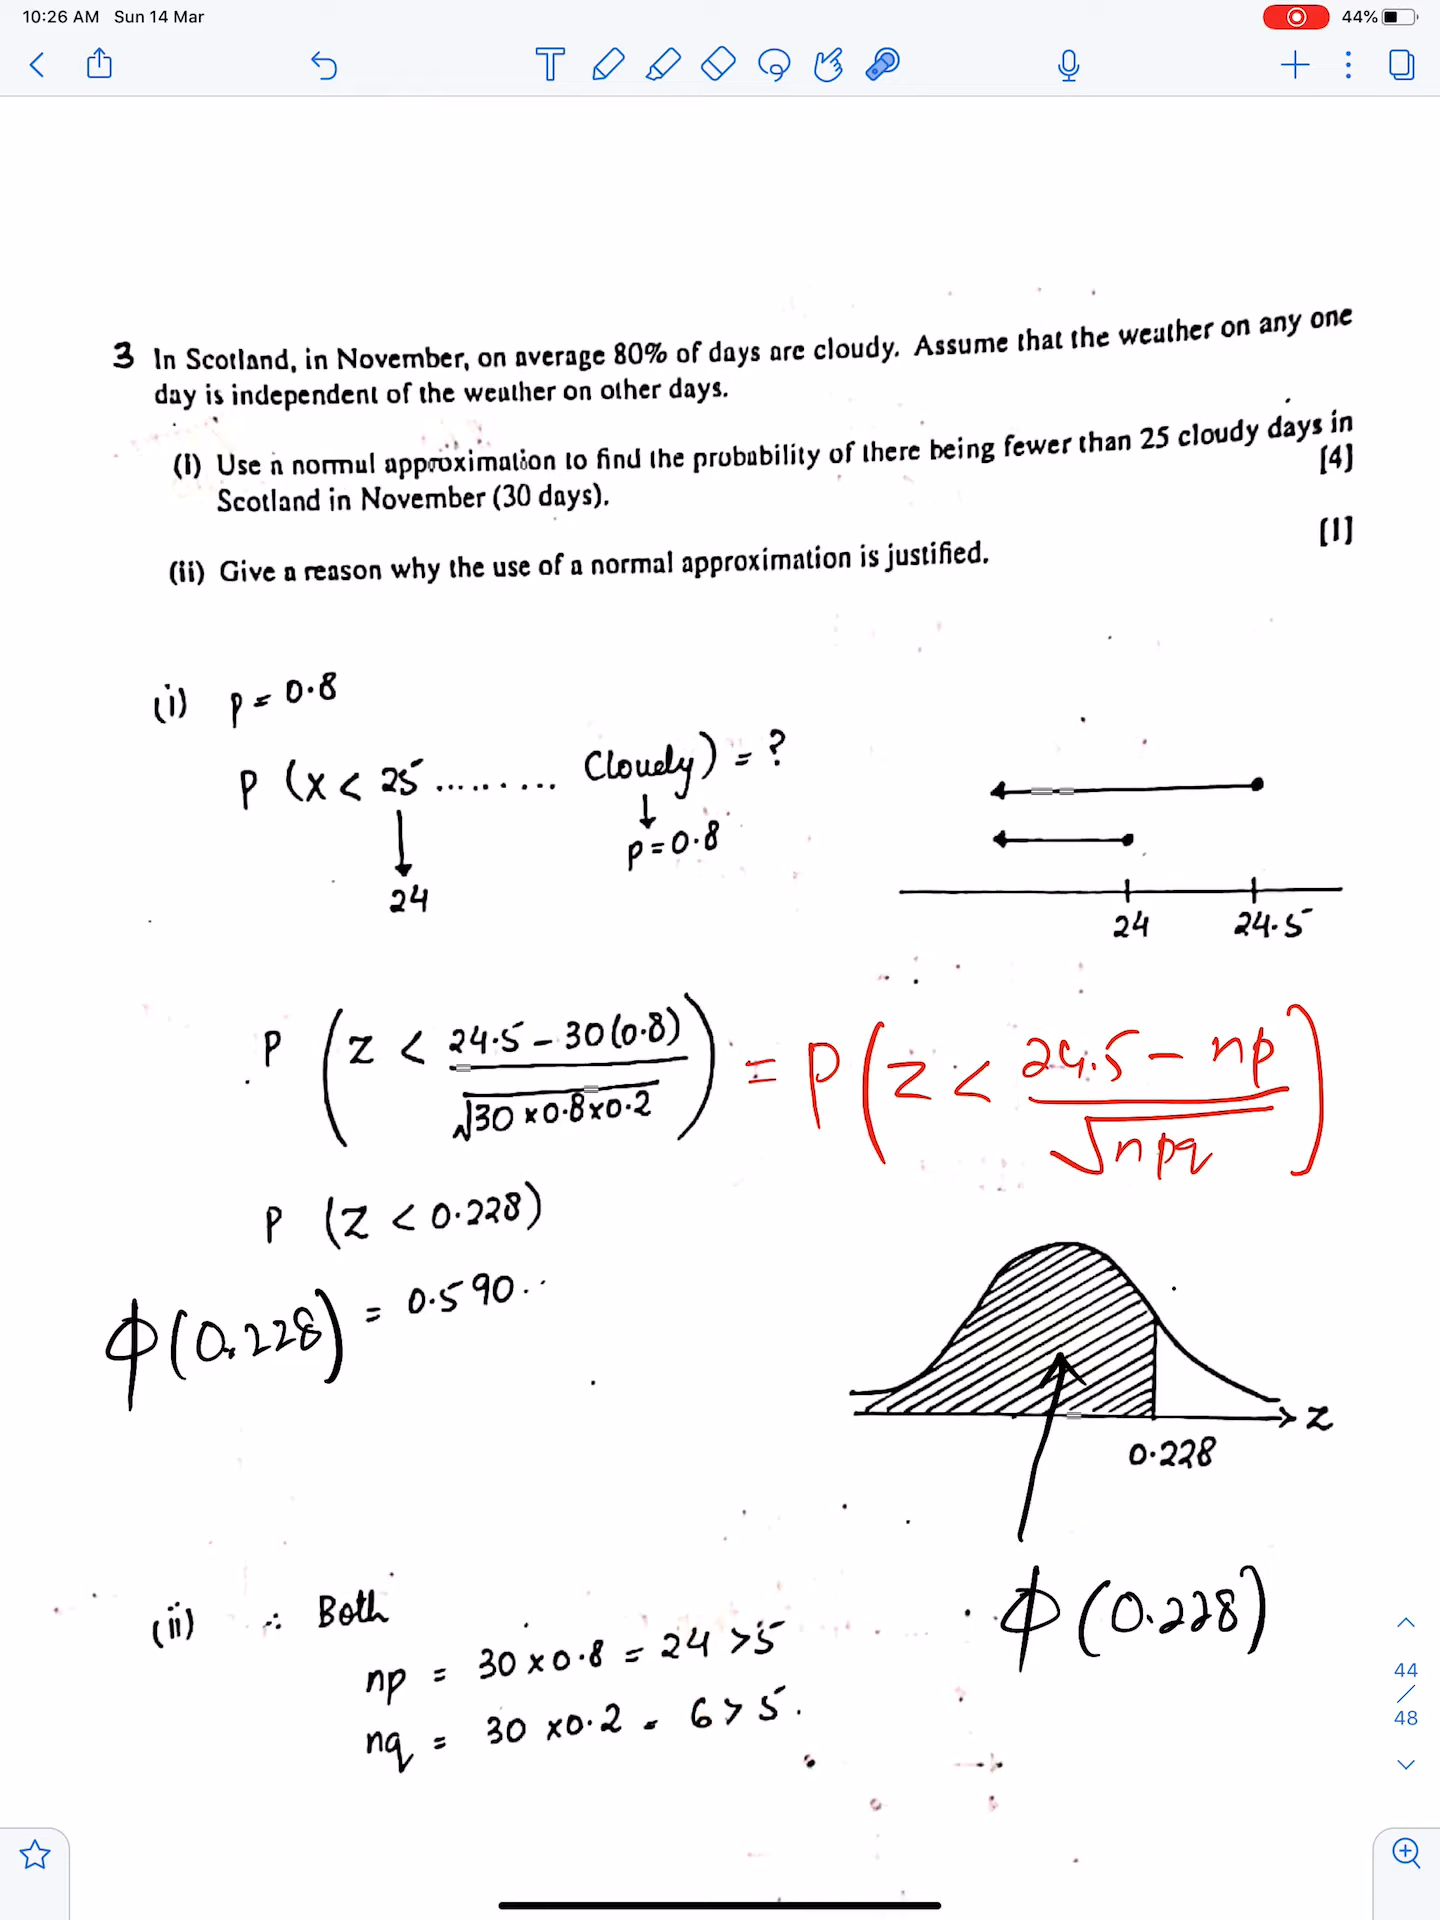 10:26 AM Sun 14 Mar
44%
3 In Scotland, in November, on average 80% of days are cloudy. Assume that the weather on any one
day is independent of the weather on other days.
(i) Use a normal approximation to find the probability of there being fewer than 25 cloudy days in
Scotland in November (30 days). [4]
(ii) Give a reason why the use of a normal approximation is justified. [1]
(i) p = 0.8
P (x < 25 ......... Cloudy) = ?
↓ ↓
24 p = 0.8
24 24.5
P (z < (24.5 - 30(0.8)) / √(30 × 0.8 × 0.2)) = P (z < (24.5 - np) / √(npq))
P (z < 0.228)
ϕ(0.228) = 0.590..
z
0.228
ϕ(0.228)
(ii) ∴ Both
np = 30 × 0.8 = 24 > 5
nq = 30 × 0.2 = 6 > 5.
44
/
48